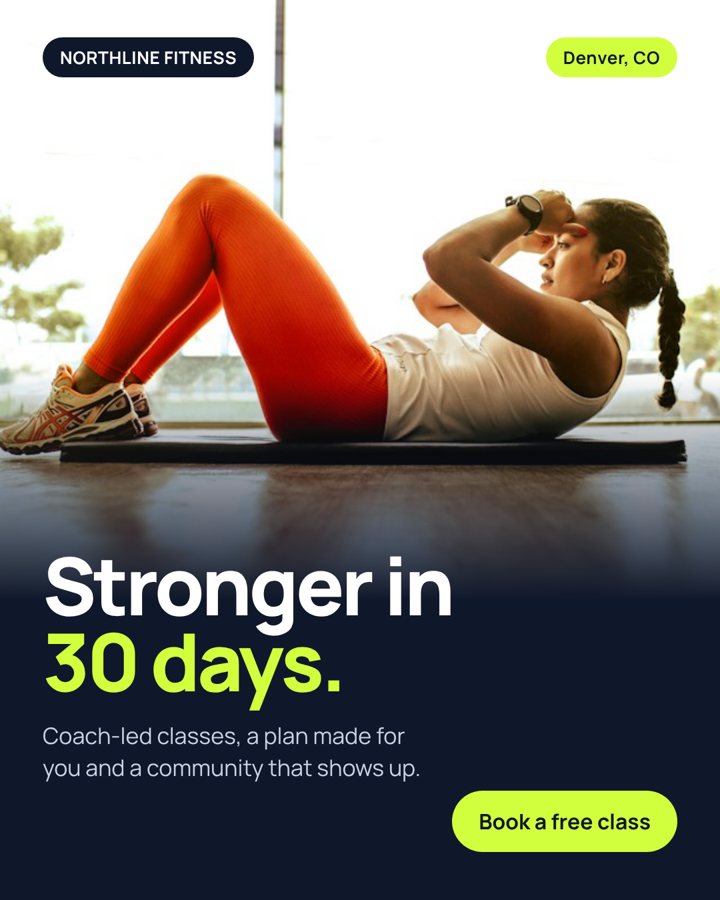 NORTHLINE FITNESS
Denver, CO
Stronger in
30 days.
Coach-led classes, a plan made for
you and a community that shows up.
Book a free class